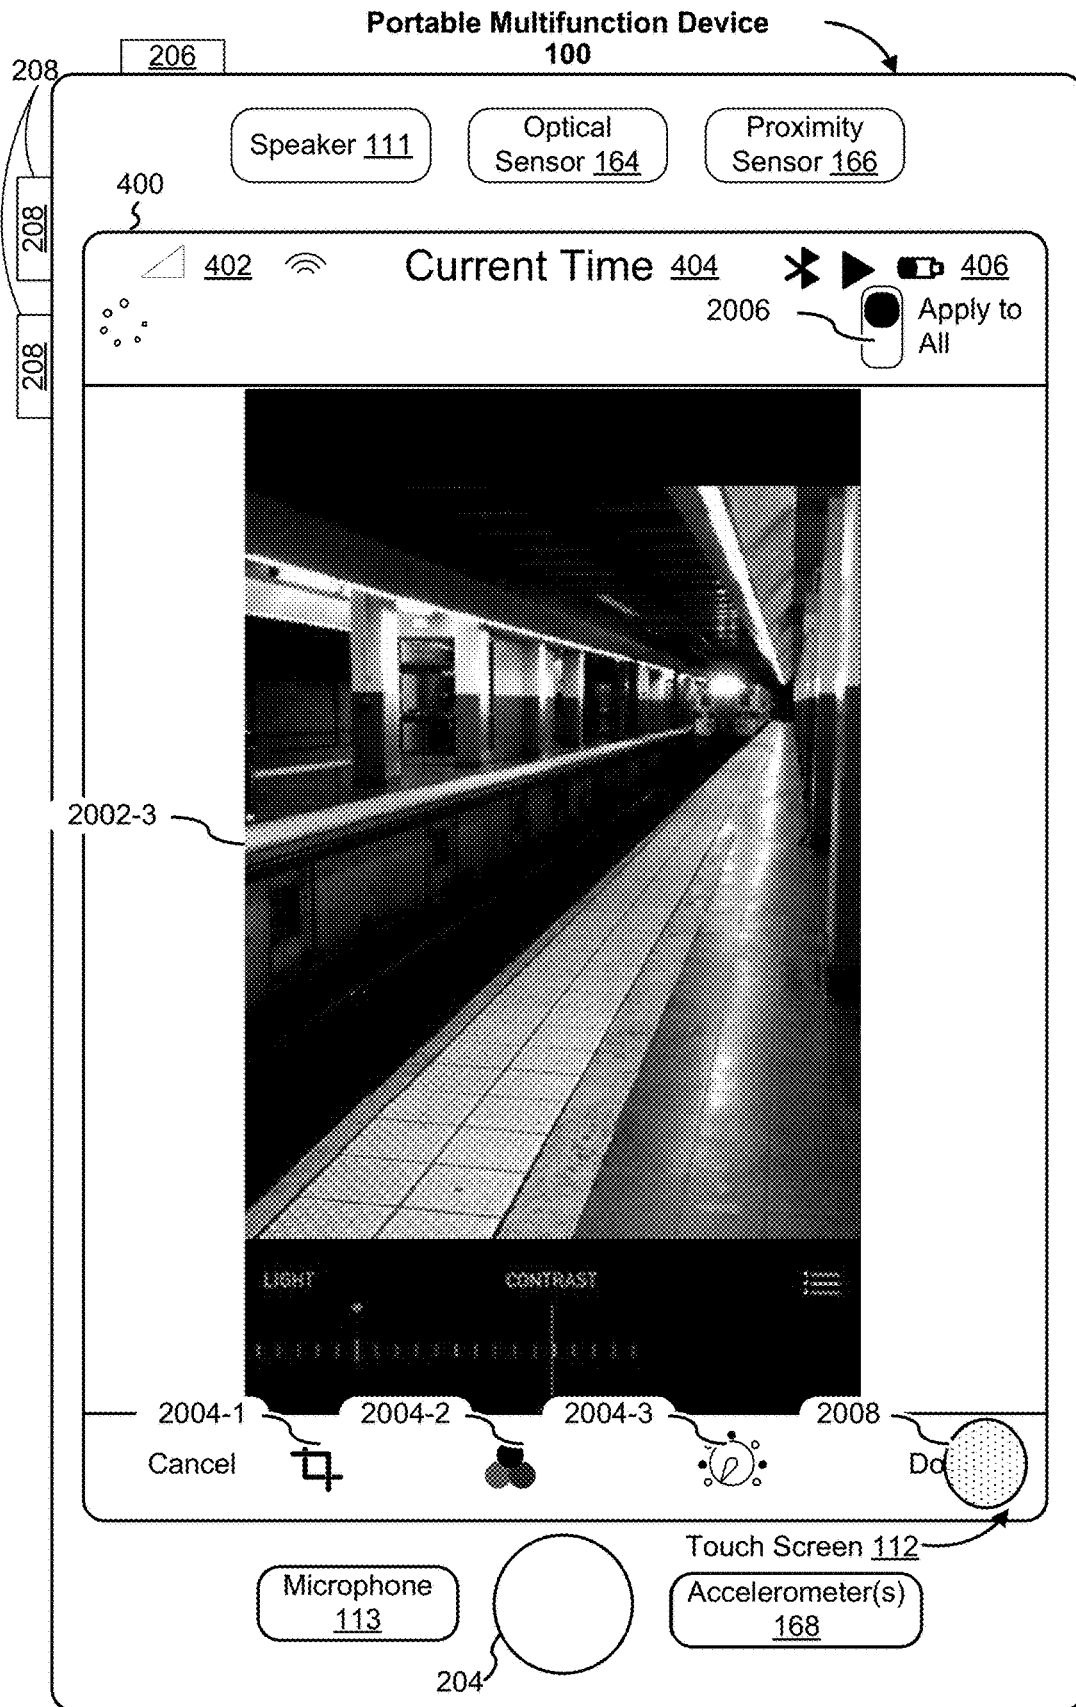 Portable Multifunction Device
100
206
208
Speaker 111
Optical
Sensor 164
Proximity
Sensor 166
400
208
208
402
Current Time 404
406
2006
Apply to
All
2002-3
LIGHT
CONTRAST
2004-1
2004-2
2004-3
2008
Cancel
Do
Touch Screen 112
Microphone
113
Accelerometer(s)
168
204